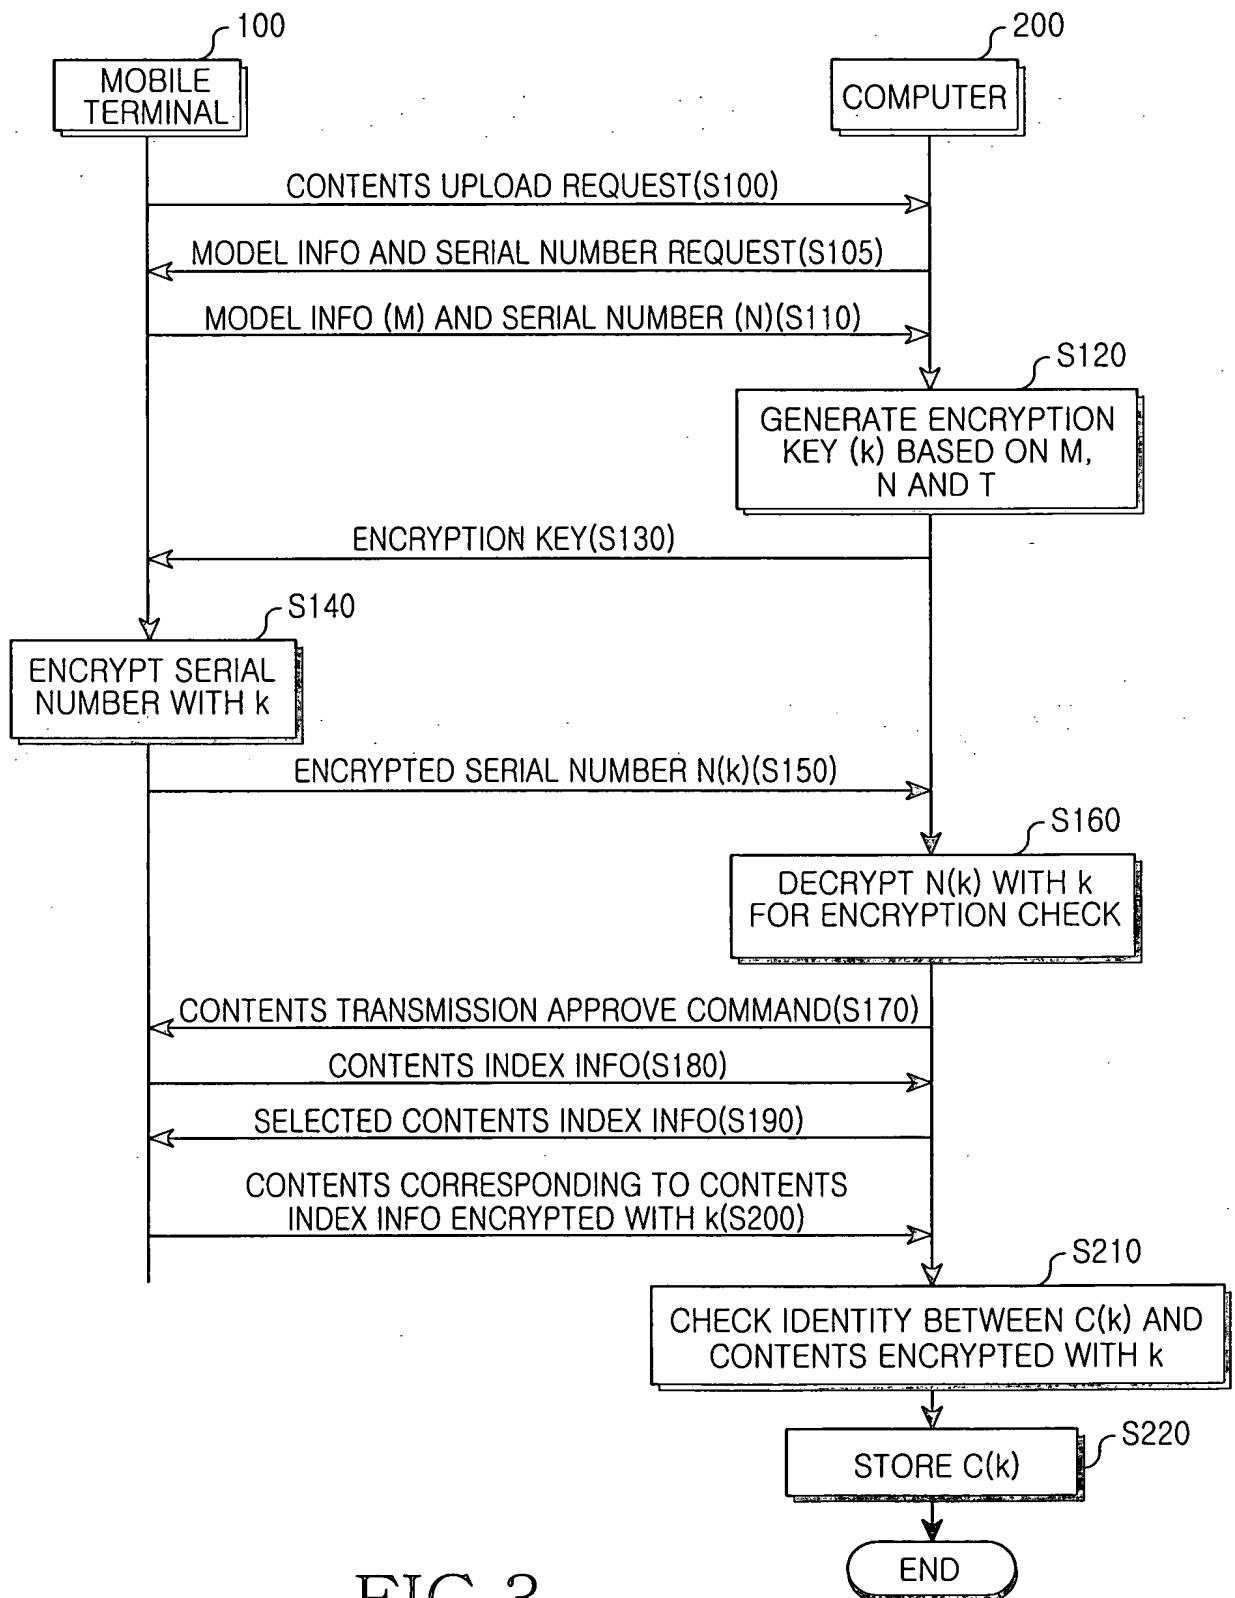 100
200
MOBILE
TERMINAL
COMPUTER
CONTENTS UPLOAD REQUEST(S100)
MODEL INFO AND SERIAL NUMBER REQUEST(S105)
MODEL INFO (M) AND SERIAL NUMBER (N)(S110)
S120
GENERATE ENCRYPTION
KEY (k) BASED ON M,
N AND T
ENCRYPTION KEY(S130)
S140
ENCRYPT SERIAL
NUMBER WITH k
ENCRYPTED SERIAL NUMBER N(k)(S150)
S160
DECRYPT N(k) WITH k
FOR ENCRYPTION CHECK
CONTENTS TRANSMISSION APPROVE COMMAND(S170)
CONTENTS INDEX INFO(S180)
SELECTED CONTENTS INDEX INFO(S190)
CONTENTS CORRESPONDING TO CONTENTS
INDEX INFO ENCRYPTED WITH k(S200)
S210
CHECK IDENTITY BETWEEN C(k) AND
CONTENTS ENCRYPTED WITH k
S220
STORE C(k)
END
FIG. 3